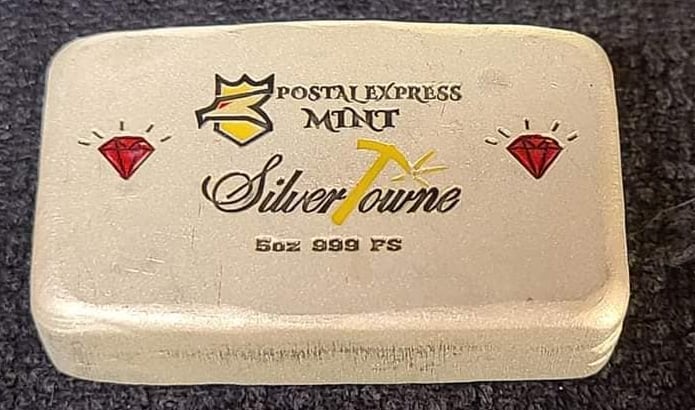 POSTAL EXPRESS
MINT
SilverTowne
5oz 999 FS